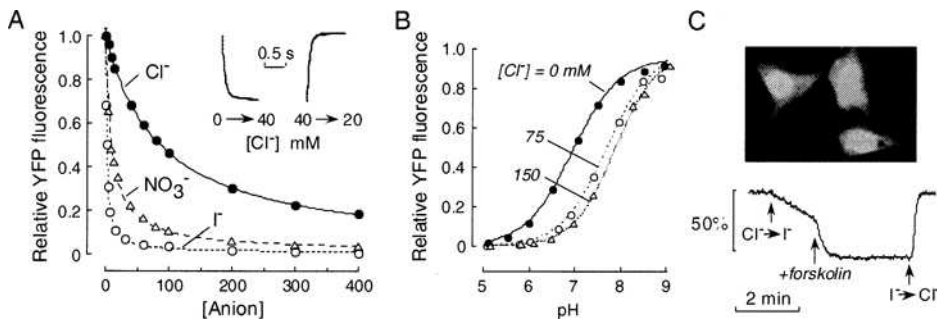 A
Relative YFP fluorescence
1.0
0.8
0.6
0.4
0.2
0
0 100 200 300 400
[Anion]
Cl⁻
NO₃⁻
I⁻
0.5 s
0 → 40 40 → 20
[Cl⁻] mM
B
Relative YFP fluorescence
1.0
0.8
0.6
0.4
0.2
0.0
5 6 7 8 9
pH
[Cl⁻] = 0 mM
75
150
C
50%
Cl⁻→ I⁻
+forskolin
I⁻→ Cl⁻
2 min